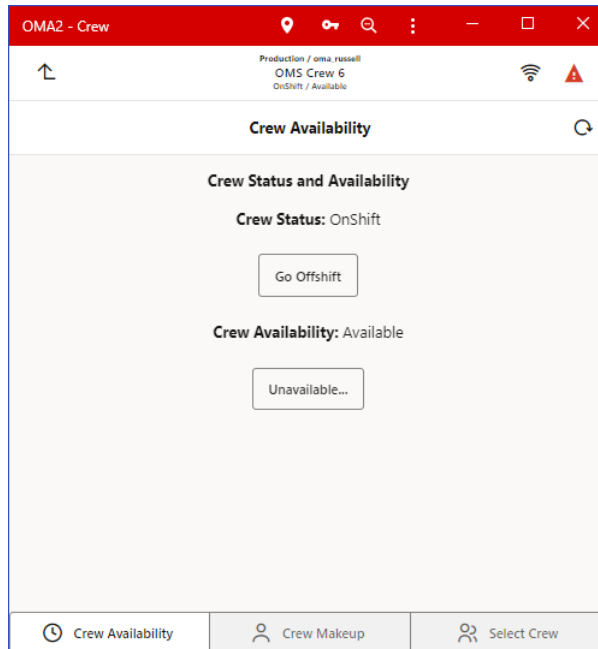 OMA2 - Crew
Production / oma_russell
OMS Crew 6
OnShift / Available
Crew Availability
Crew Status and Availability
Crew Status: OnShift
Go Offshift
Crew Availability: Available
Unavailable...
Crew Availability
Crew Makeup
Select Crew